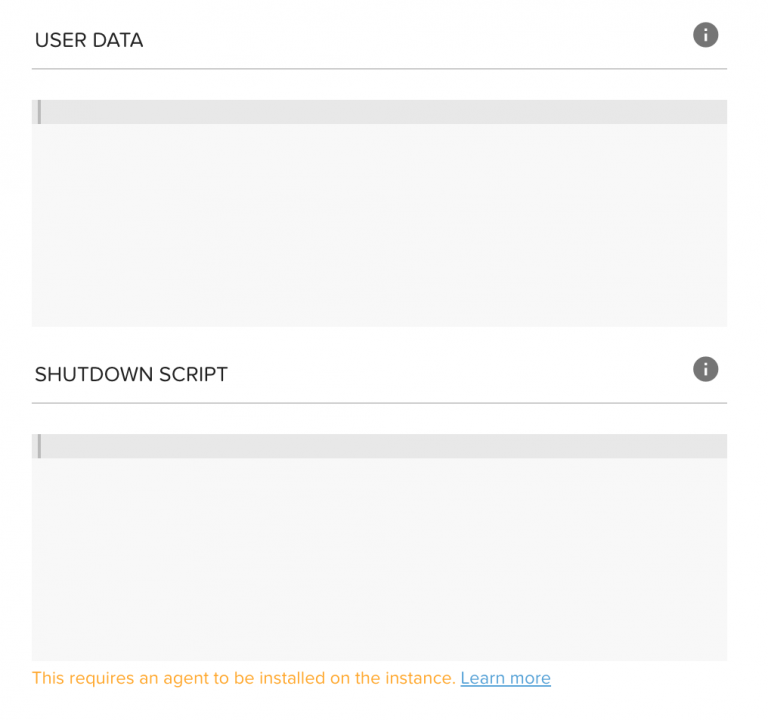 USER DATA
SHUTDOWN SCRIPT
This requires an agent to be installed on the instance. Learn more